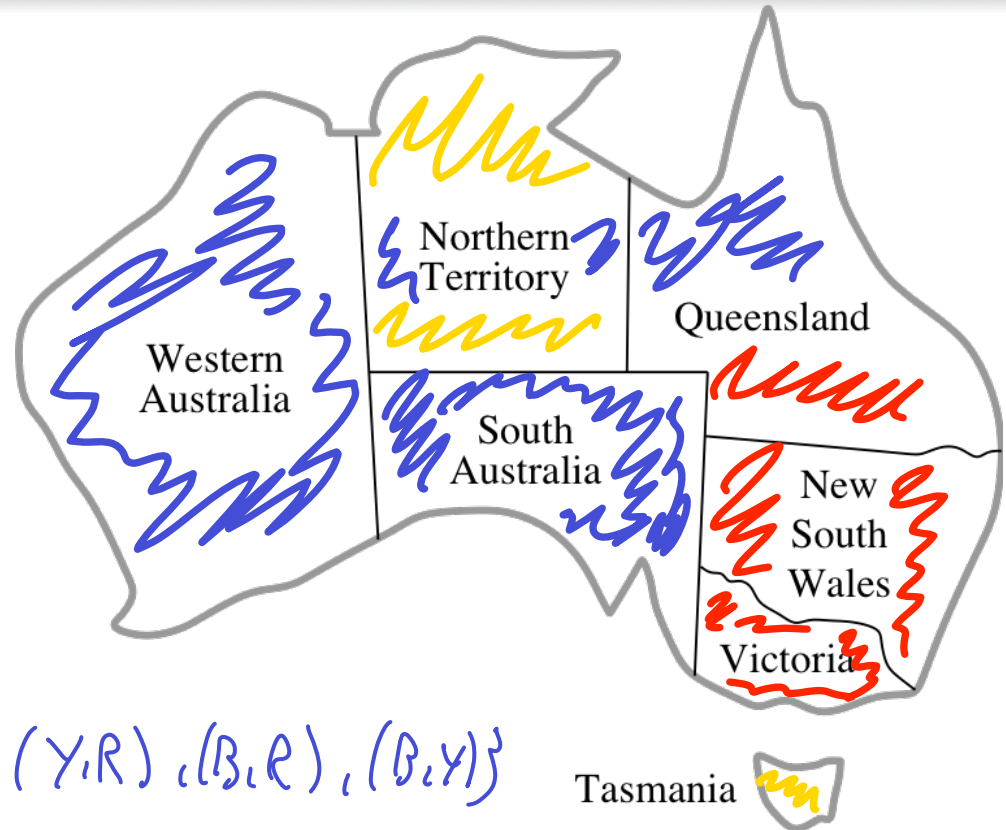 Northern
Territory
Queensland
Western
Australia
South
Australia
New
South
Wales
Victoria
(Y,R), (B,R), (B,Y)}
Tasmania